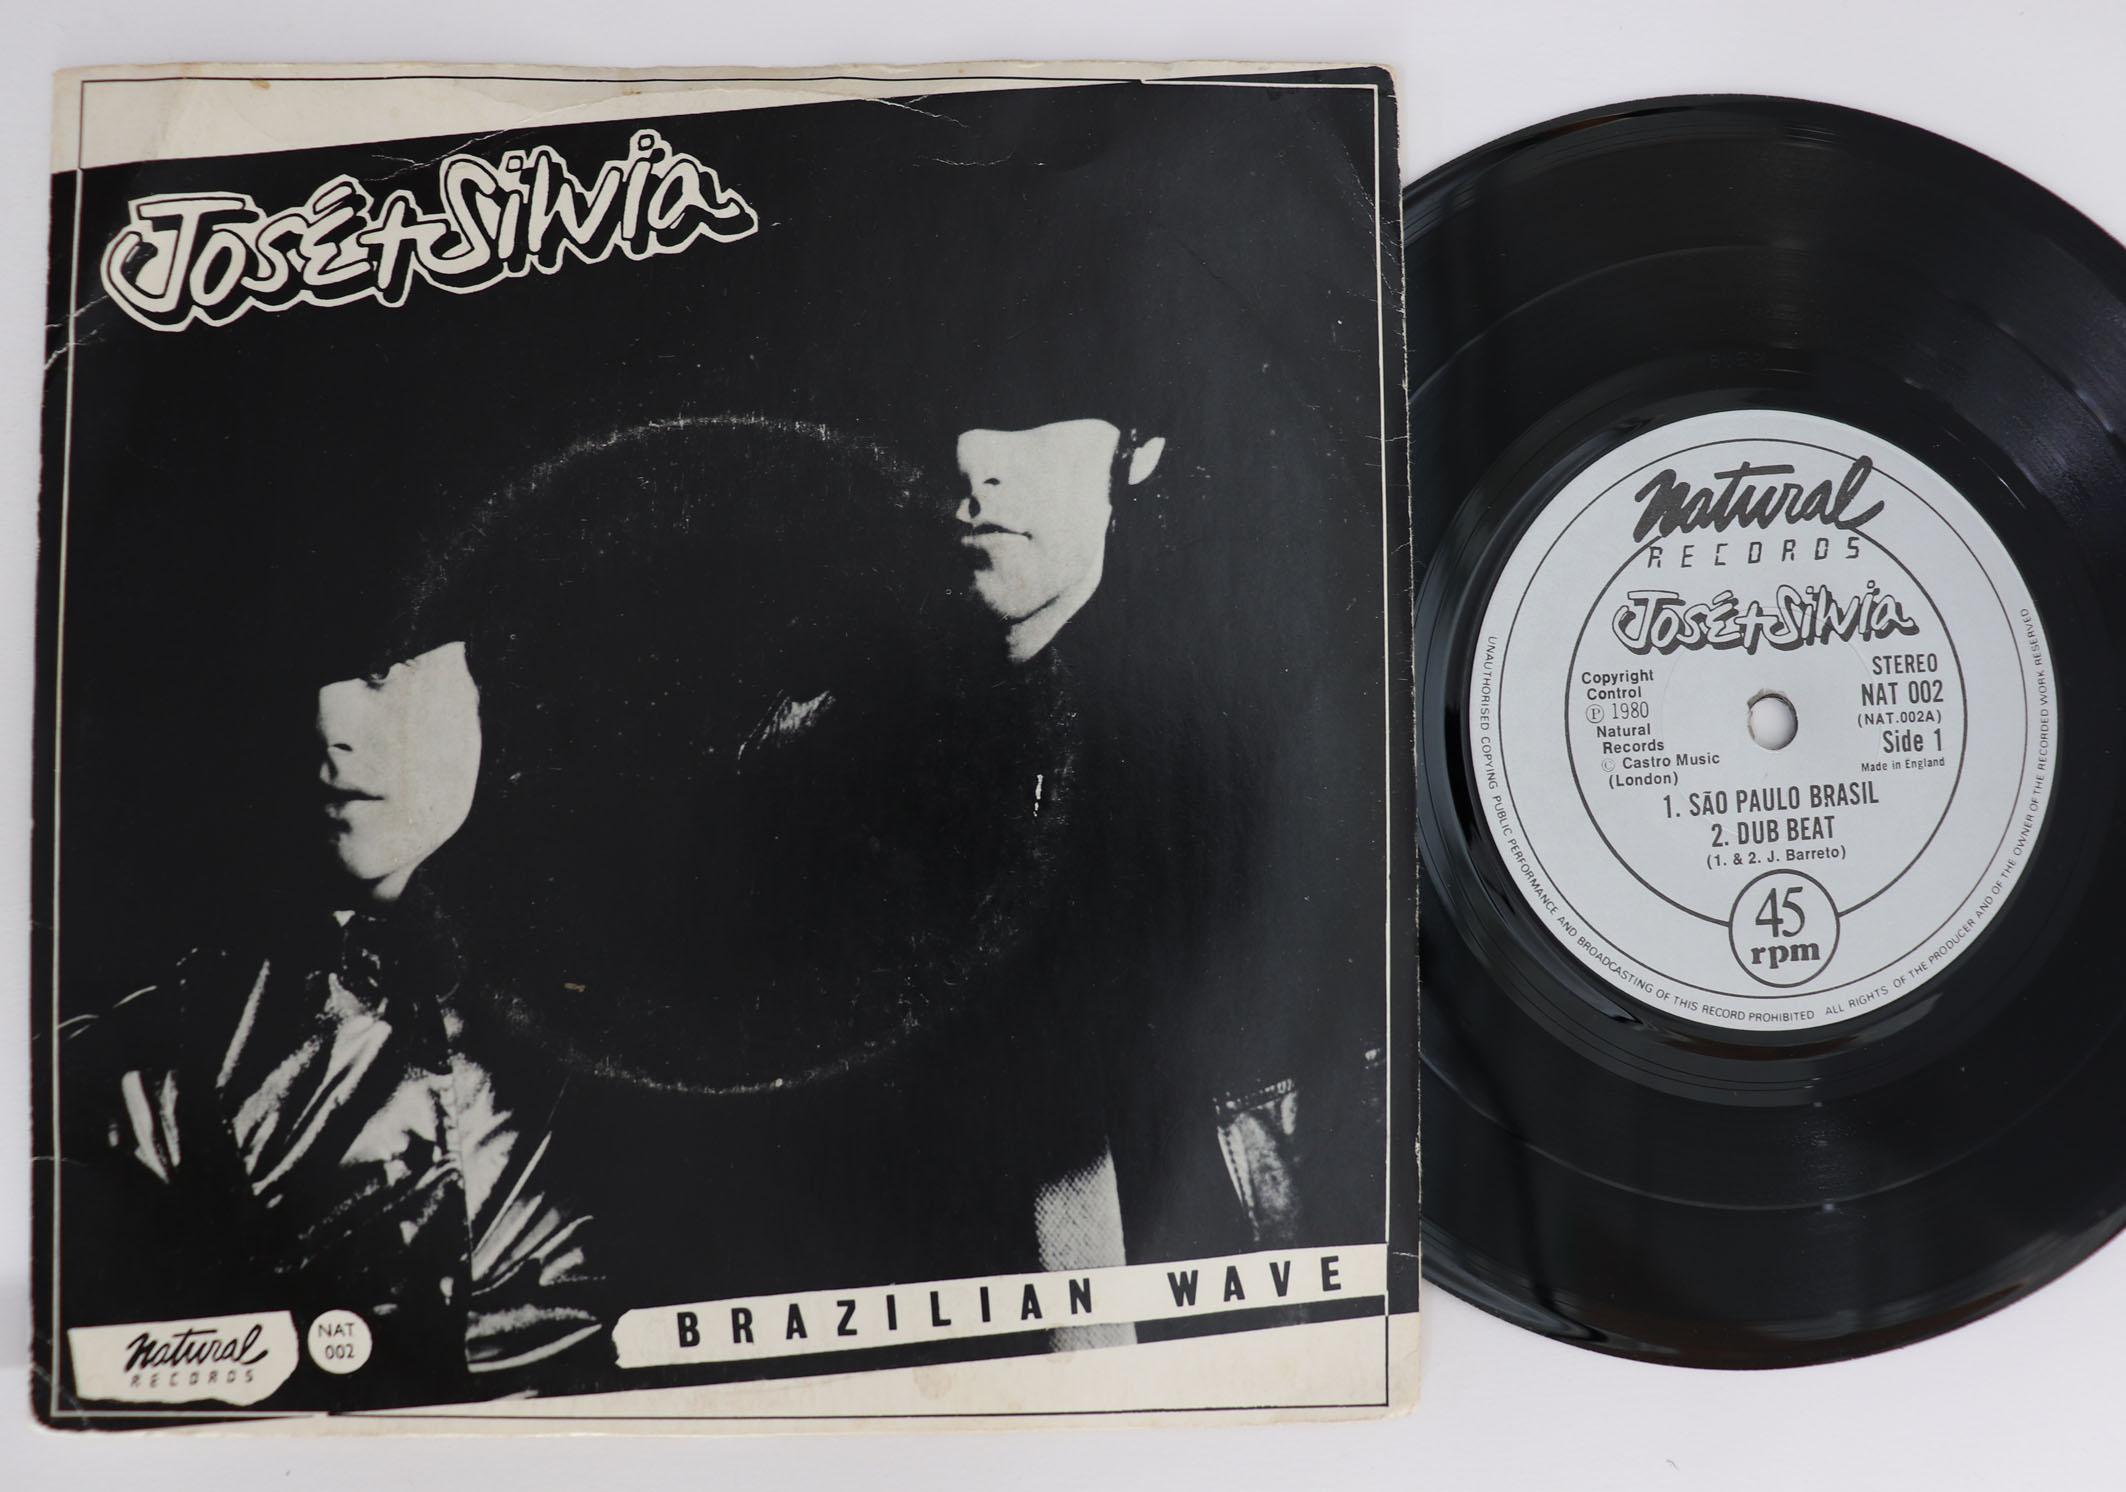 José + Silvia
BRAZILIAN WAVE
Natural
RECORDS
NAT
002
Natural
RECORDS
José + Silvia
Copyright
Control
Ⓟ 1980
Natural
Records
© Castro Music
(London)
STEREO
NAT 002
(NAT.002A)
Side 1
Made in England
1. SÃO PAULO BRASIL
2. DUB BEAT
(1. & 2. J. Barreto)
45
rpm
UNAUTHORISED COPYING PUBLIC PERFORMANCE AND BROADCASTING OF THIS RECORD PROHIBITED ALL RIGHTS OF THE PRODUCER AND OF THE OWNER OF THE RECORDED WORK RESERVED